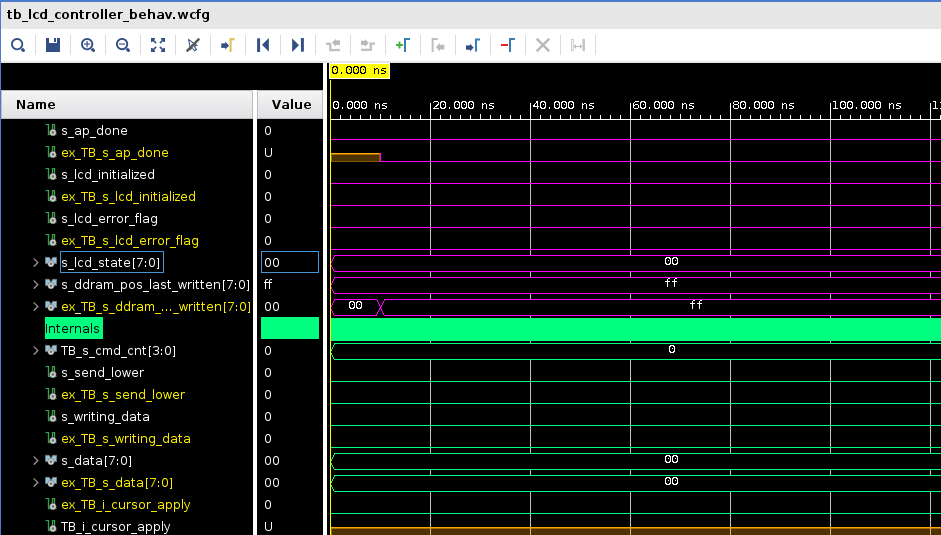 tb_lcd_controller_behav.wcfg
0.000 ns
Name Value 0.000 ns 20.000 ns 40.000 ns 60.000 ns 80.000 ns 100.000 ns
s_ap_done 0
ex_TB_s_ap_done U
s_lcd_initialized 0
ex_TB_s_lcd_initialized 0
s_lcd_error_flag 0
ex_TB_s_lcd_error_flag 0
s_lcd_state[7:0] 00 00
s_ddram_pos_last_written[7:0] ff ff
ex_TB_s_ddram_..._written[7:0] 00 00 ff
Internals
TB_s_cmd_cnt[3:0] 0 0
s_send_lower 0
ex_TB_s_send_lower 0
s_writing_data 0
ex_TB_s_writing_data 0
s_data[7:0] 00 00
ex_TB_s_data[7:0] 00 00
ex_TB_i_cursor_apply 0
TB_i_cursor_apply U